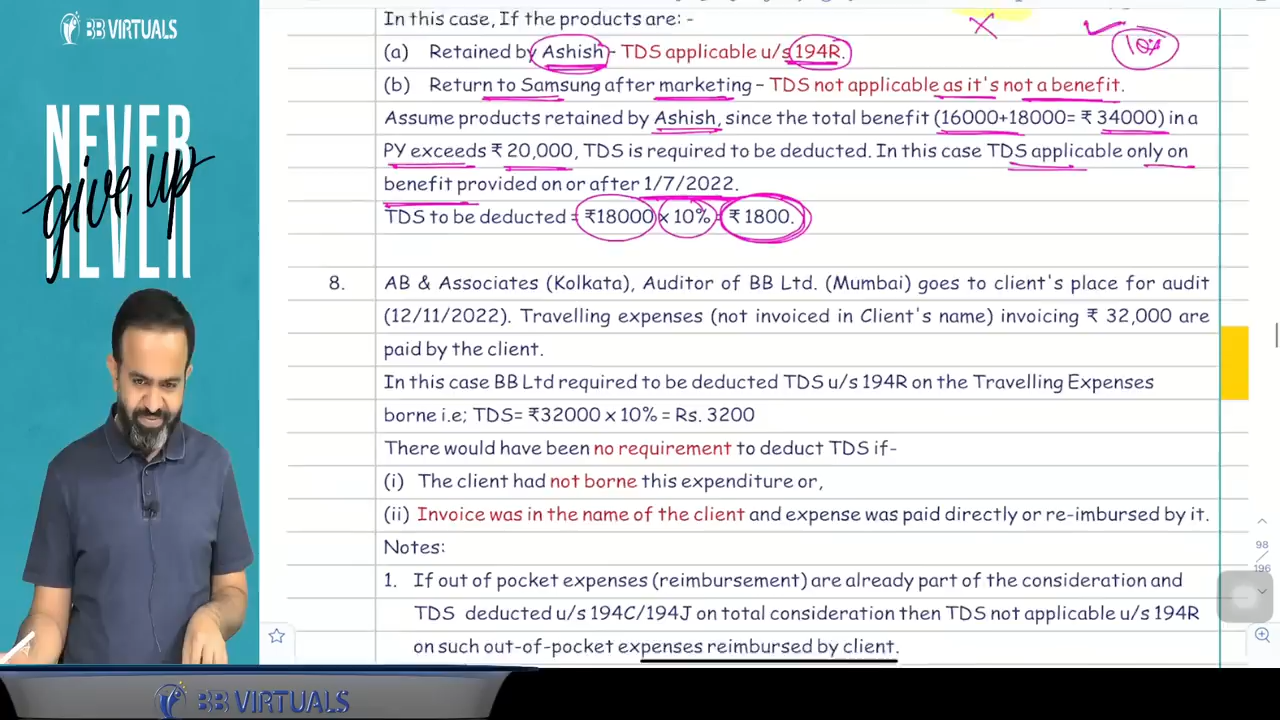 BB VIRTUALS
NEVER
give up
NEVER
In this case, If the products are: -
(a) Retained by Ashish - TDS applicable u/s 194R.
10%
(b) Return to Samsung after marketing – TDS not applicable as it's not a benefit.
Assume products retained by Ashish, since the total benefit (16000+18000= ₹ 34000) in a
PY exceeds ₹ 20,000, TDS is required to be deducted. In this case TDS applicable only on
benefit provided on or after 1/7/2022.
TDS to be deducted = ₹18000 x 10% = ₹ 1800.
8. AB & Associates (Kolkata), Auditor of BB Ltd. (Mumbai) goes to client's place for audit
(12/11/2022). Travelling expenses (not invoiced in Client's name) invoicing ₹ 32,000 are
paid by the client.
In this case BB Ltd required to be deducted TDS u/s 194R on the Travelling Expenses
borne i.e; TDS= ₹32000 x 10% = Rs. 3200
There would have been no requirement to deduct TDS if-
(i) The client had not borne this expenditure or,
(ii) Invoice was in the name of the client and expense was paid directly or re-imbursed by it.
Notes:
1. If out of pocket expenses (reimbursement) are already part of the consideration and
TDS deducted u/s 194C/194J on total consideration then TDS not applicable u/s 194R
on such out-of-pocket expenses reimbursed by client.
98
196
BB VIRTUALS